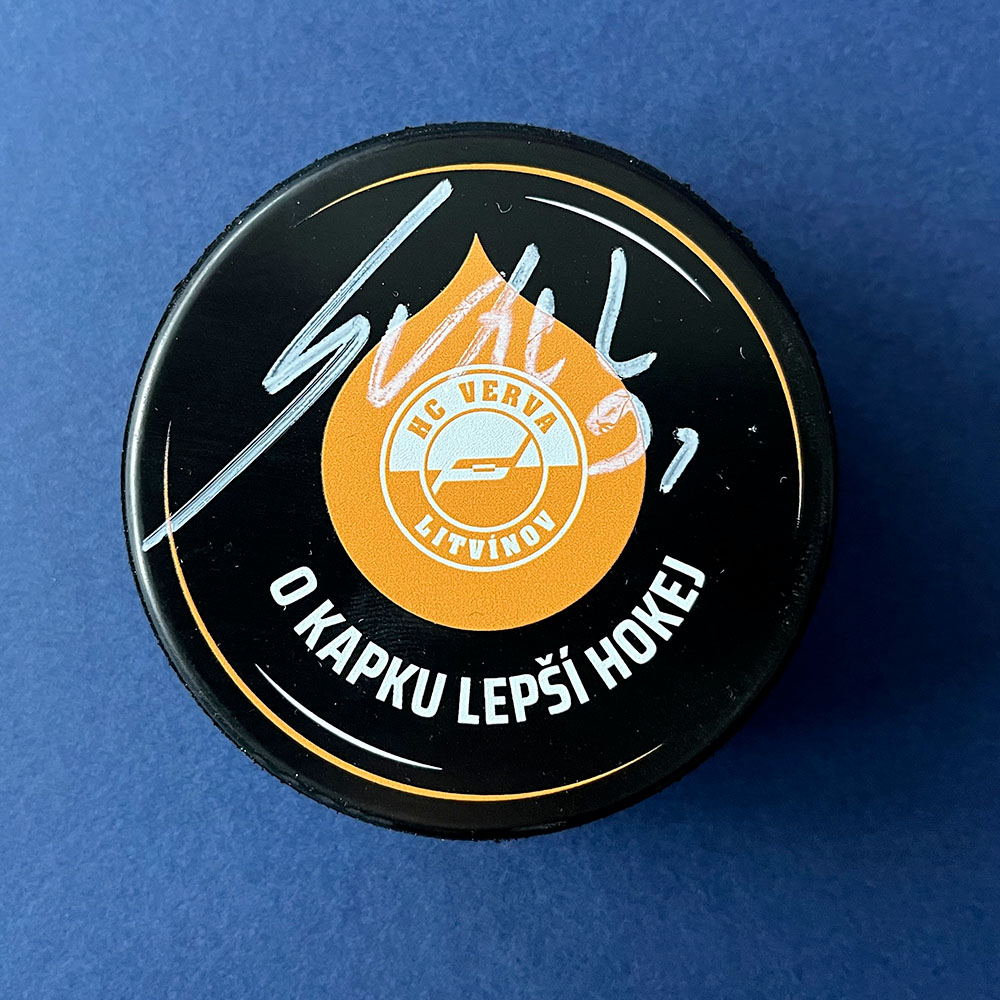 HC VERVA
LITVÍNOV
O KAPKU LEPŠÍ HOKEJ